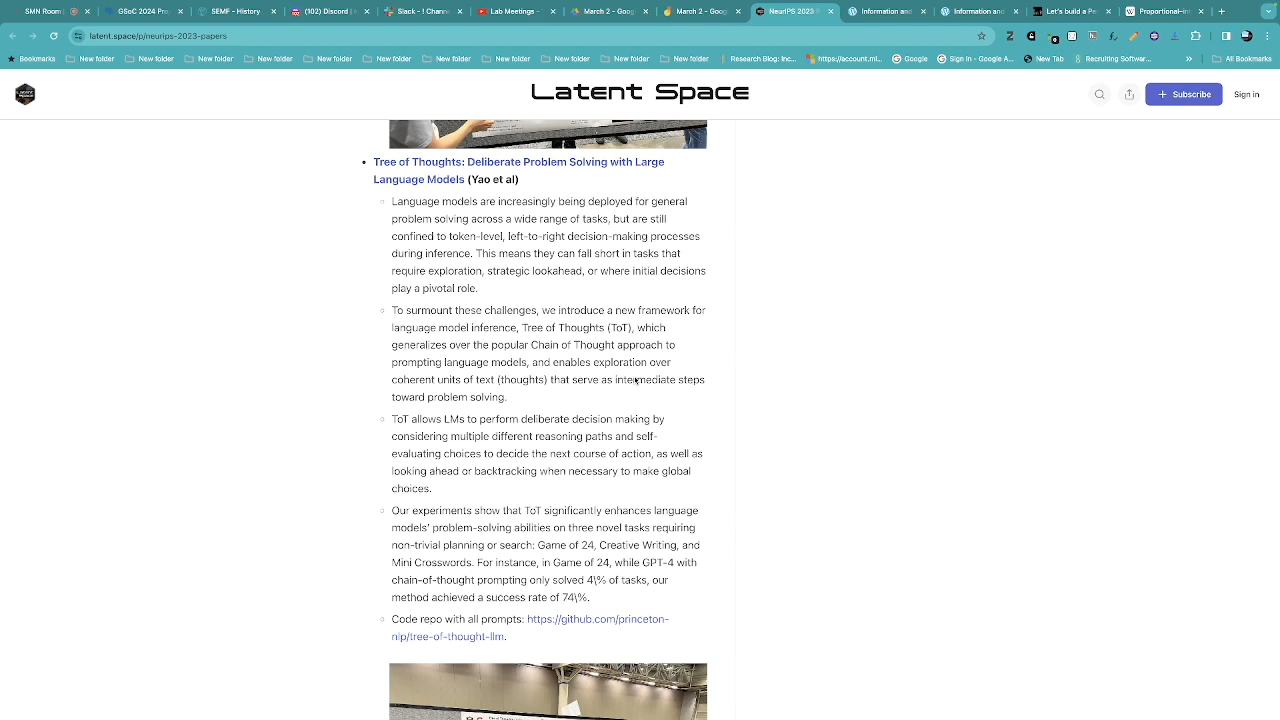 SMN Room
GSoC 2024 Pro
SEMF - History
(102) Discord |
Slack - ! Chann
Lab Meetings -
March 2 - Goog
March 2 - Goog
NeurIPS 2023
Information and
Information and
Let's build a Pe
Proportional-int
latent.space/p/neurips-2023-papers
Bookmarks
New folder
New folder
New folder
New folder
New folder
New folder
New folder
New folder
New folder
New folder
New folder
Research Blog: Inc...
https://account.mi...
Google
Sign in - Google A...
New Tab
Recruiting Softwar...
»
All Bookmarks
Latent Space
Subscribe
Sign in
Tree of Thoughts: Deliberate Problem Solving with Large
Language Models (Yao et al)
Language models are increasingly being deployed for general
problem solving across a wide range of tasks, but are still
confined to token-level, left-to-right decision-making processes
during inference. This means they can fall short in tasks that
require exploration, strategic lookahead, or where initial decisions
play a pivotal role.
To surmount these challenges, we introduce a new framework for
language model inference, Tree of Thoughts (ToT), which
generalizes over the popular Chain of Thought approach to
prompting language models, and enables exploration over
coherent units of text (thoughts) that serve as intermediate steps
toward problem solving.
ToT allows LMs to perform deliberate decision making by
considering multiple different reasoning paths and self-
evaluating choices to decide the next course of action, as well as
looking ahead or backtracking when necessary to make global
choices.
Our experiments show that ToT significantly enhances language
models' problem-solving abilities on three novel tasks requiring
non-trivial planning or search: Game of 24, Creative Writing, and
Mini Crosswords. For instance, in Game of 24, while GPT-4 with
chain-of-thought prompting only solved 4\% of tasks, our
method achieved a success rate of 74\%.
Code repo with all prompts: https://github.com/princeton-
nlp/tree-of-thought-llm.